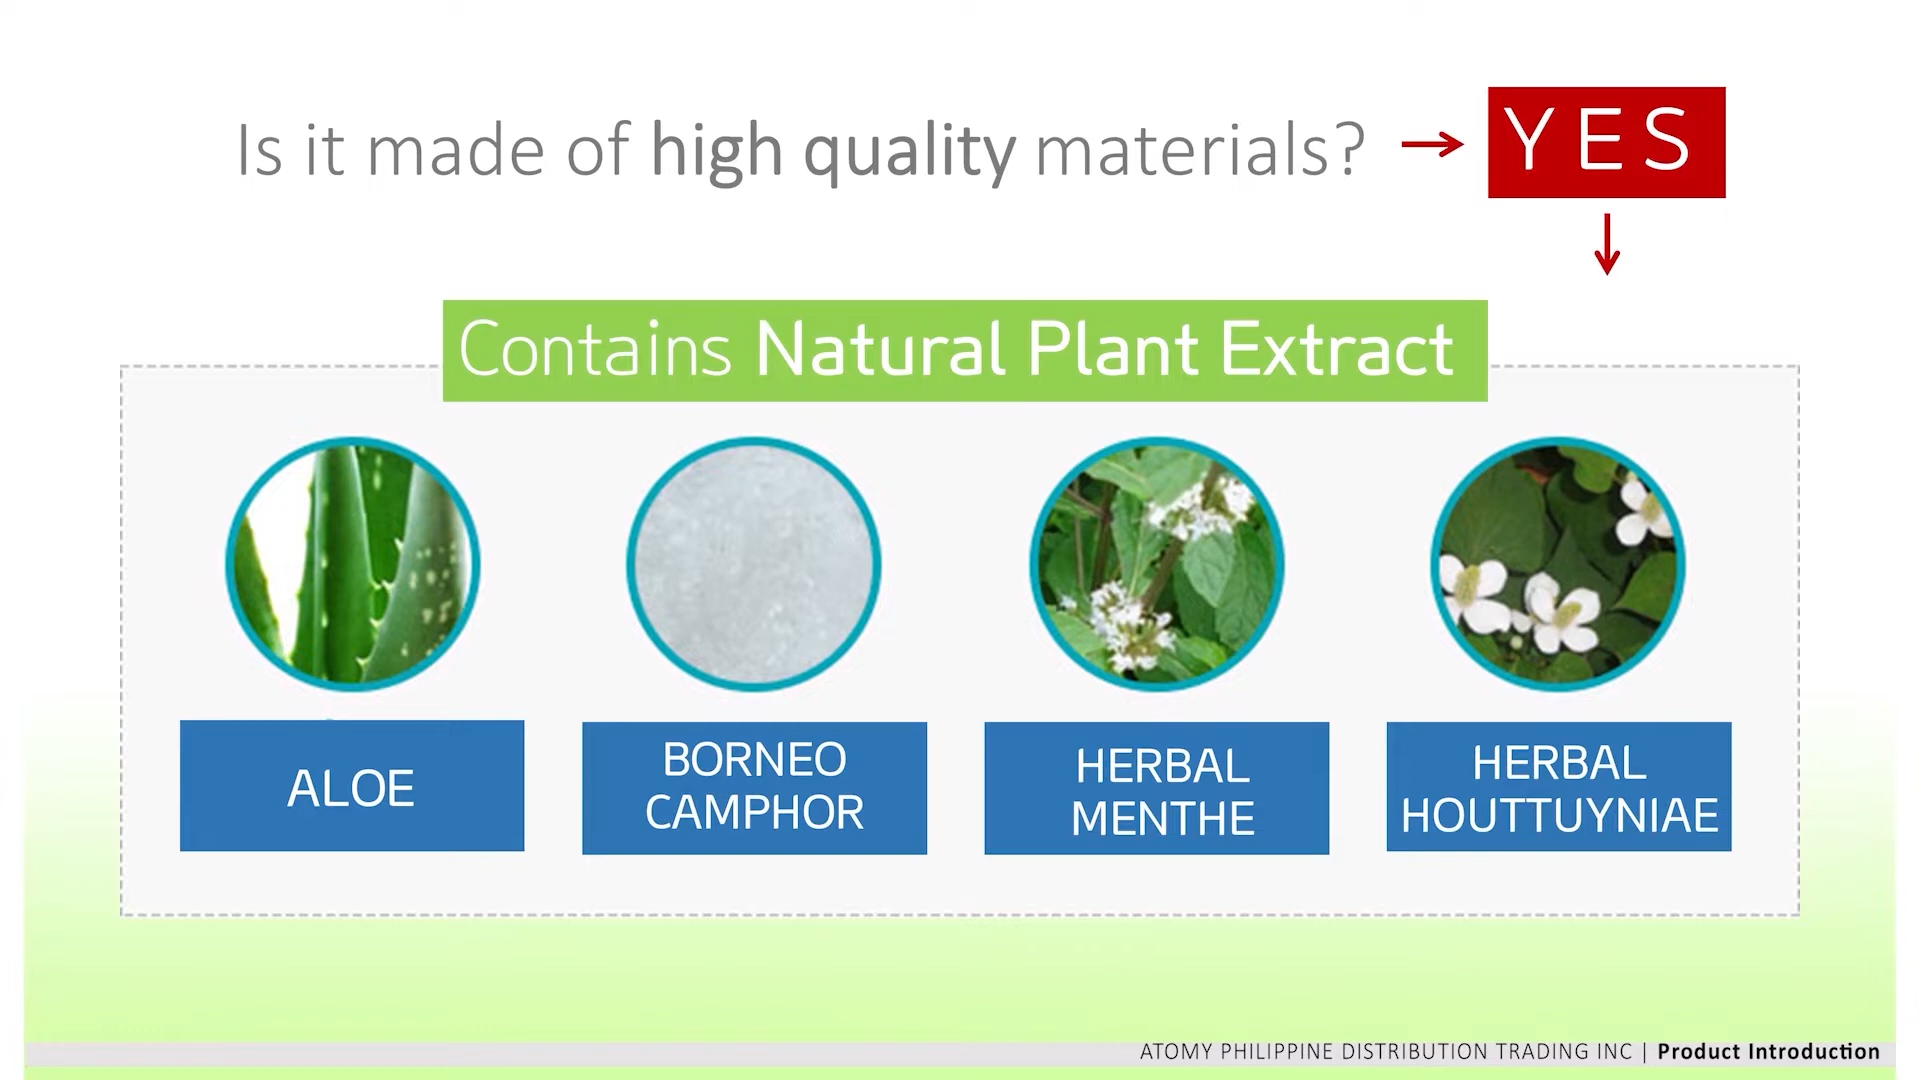 Is it made of high quality materials? → YES
↓
Contains Natural Plant Extract
ALOE
BORNEO
CAMPHOR
HERBAL
MENTHE
HERBAL
HOUTTUYNIAE
ATOMY PHILIPPINE DISTRIBUTION TRADING INC | Product Introduction